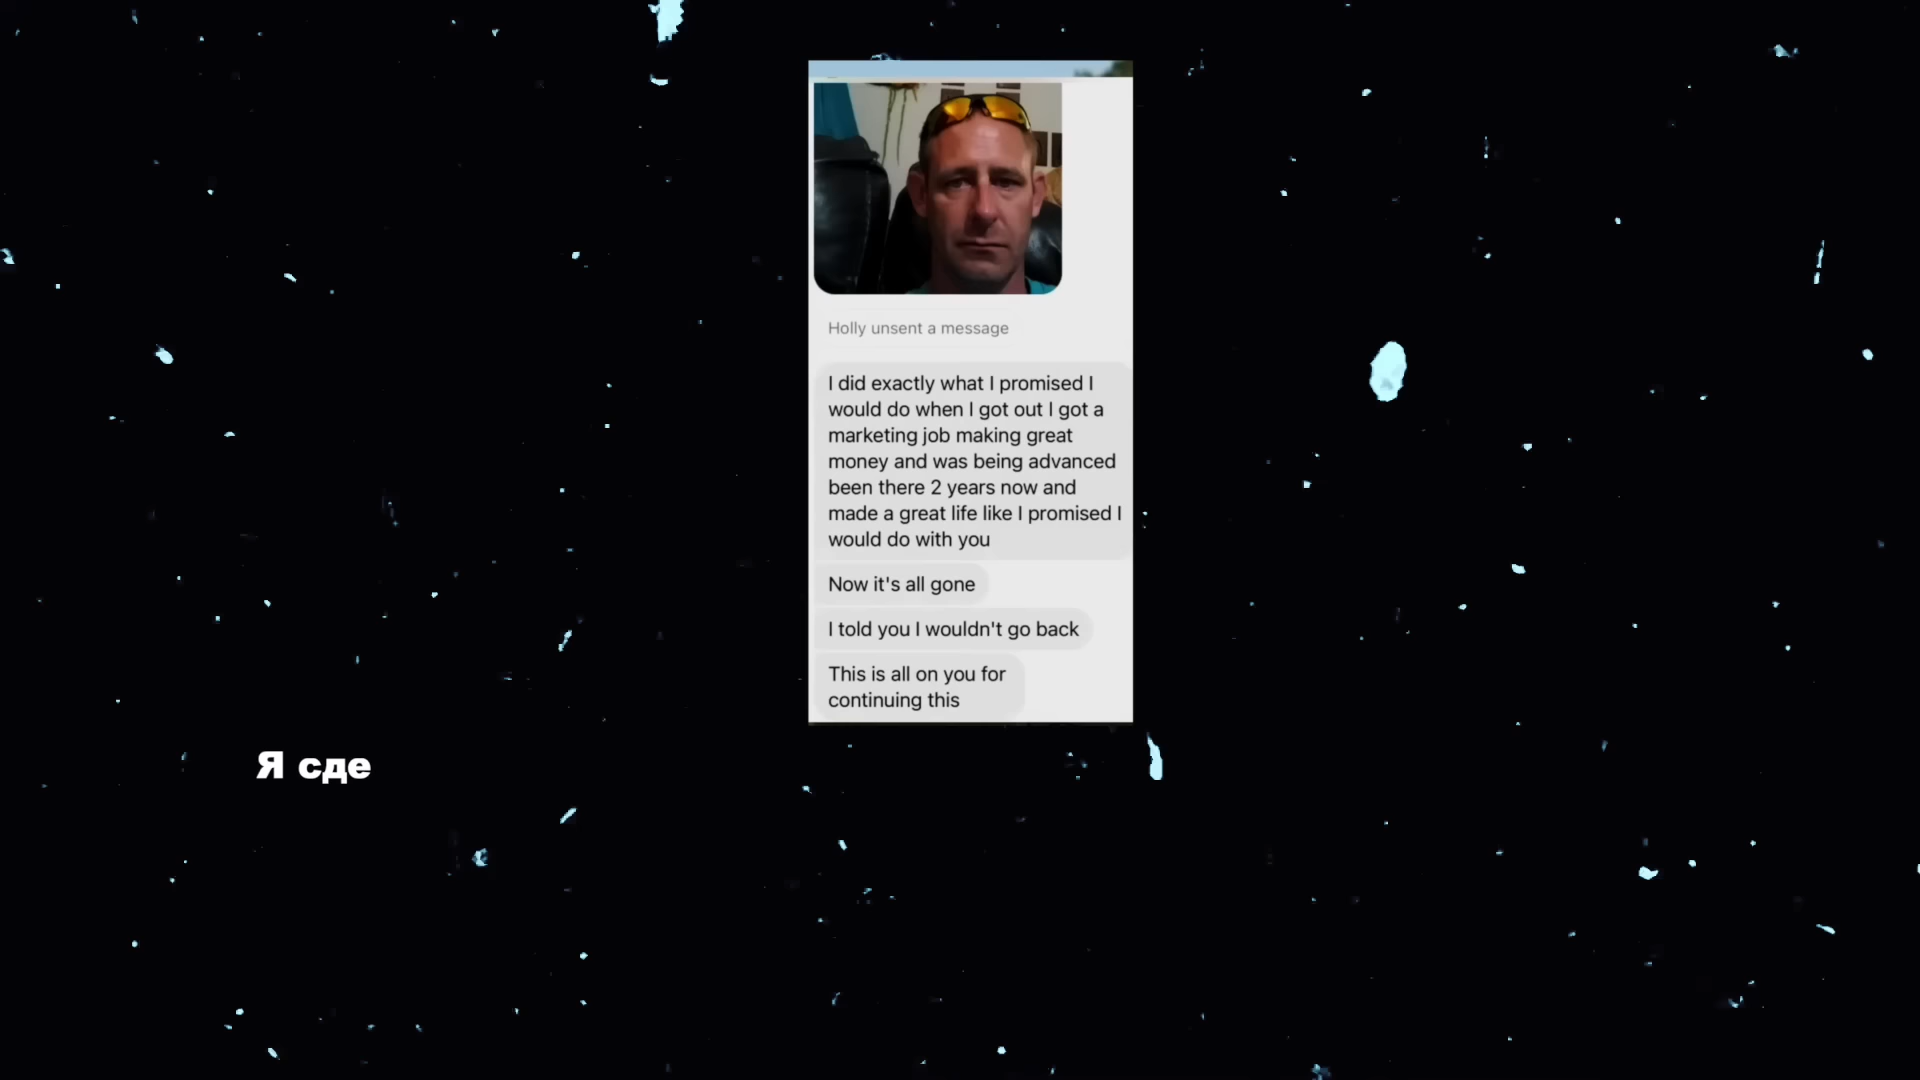 Holly unsent a message
I did exactly what I promised I
would do when I got out I got a
marketing job making great
money and was being advanced
been there 2 years now and
made a great life like I promised I
would do with you
Now it's all gone
I told you I wouldn't go back
This is all on you for
continuing this
Я сде